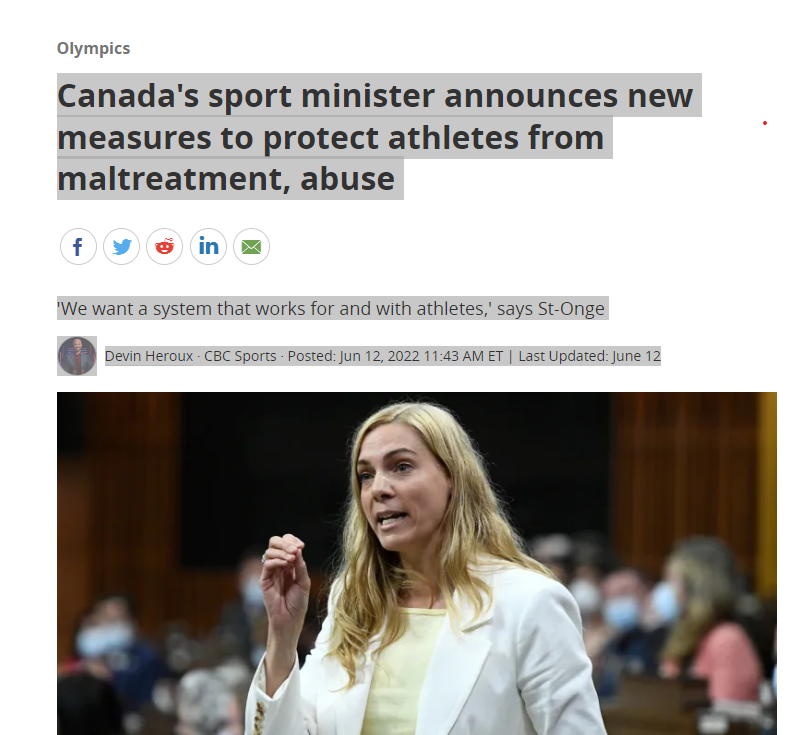 Olympics
Canada's sport minister announces new
measures to protect athletes from
maltreatment, abuse
'We want a system that works for and with athletes,' says St-Onge
Devin Heroux · CBC Sports · Posted: Jun 12, 2022 11:43 AM ET | Last Updated: June 12